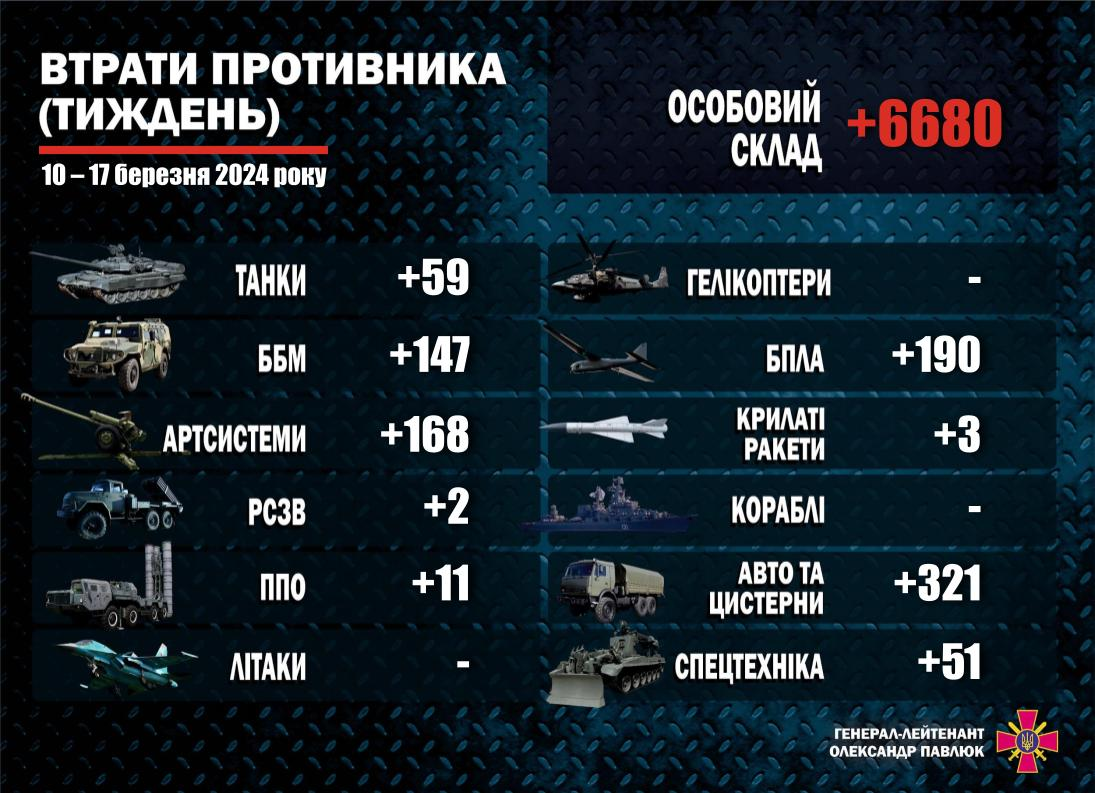 ВТРАТИ ПРОТИВНИКА
(ТИЖДЕНЬ)
10 – 17 березня 2024 року
ОСОБОВИЙ
СКЛАД
+6680
ТАНКИ +59
ББМ +147
АРТСИСТЕМИ +168
РСЗВ +2
ППО +11
ЛІТАКИ -
ГЕЛІКОПТЕРИ -
БПЛА +190
КРИЛАТІ
РАКЕТИ +3
КОРАБЛІ -
АВТО ТА
ЦИСТЕРНИ +321
СПЕЦТЕХНІКА +51
ГЕНЕРАЛ-ЛЕЙТЕНАНТ
ОЛЕКСАНДР ПАВЛЮК